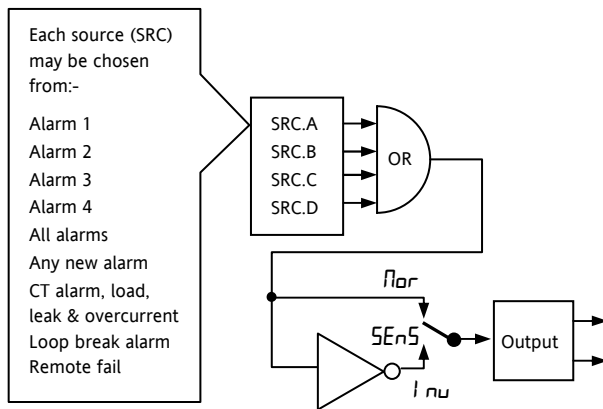 Each source (SRC)
may be chosen
from:-
Alarm 1
Alarm 2
Alarm 3
Alarm 4
All alarms
Any new alarm
CT alarm, load,
leak & overcurrent
Loop break alarm
Remote fail
SRC.A
SRC.B
SRC.C
SRC.D
OR
nor
SEnS
Inv
Output